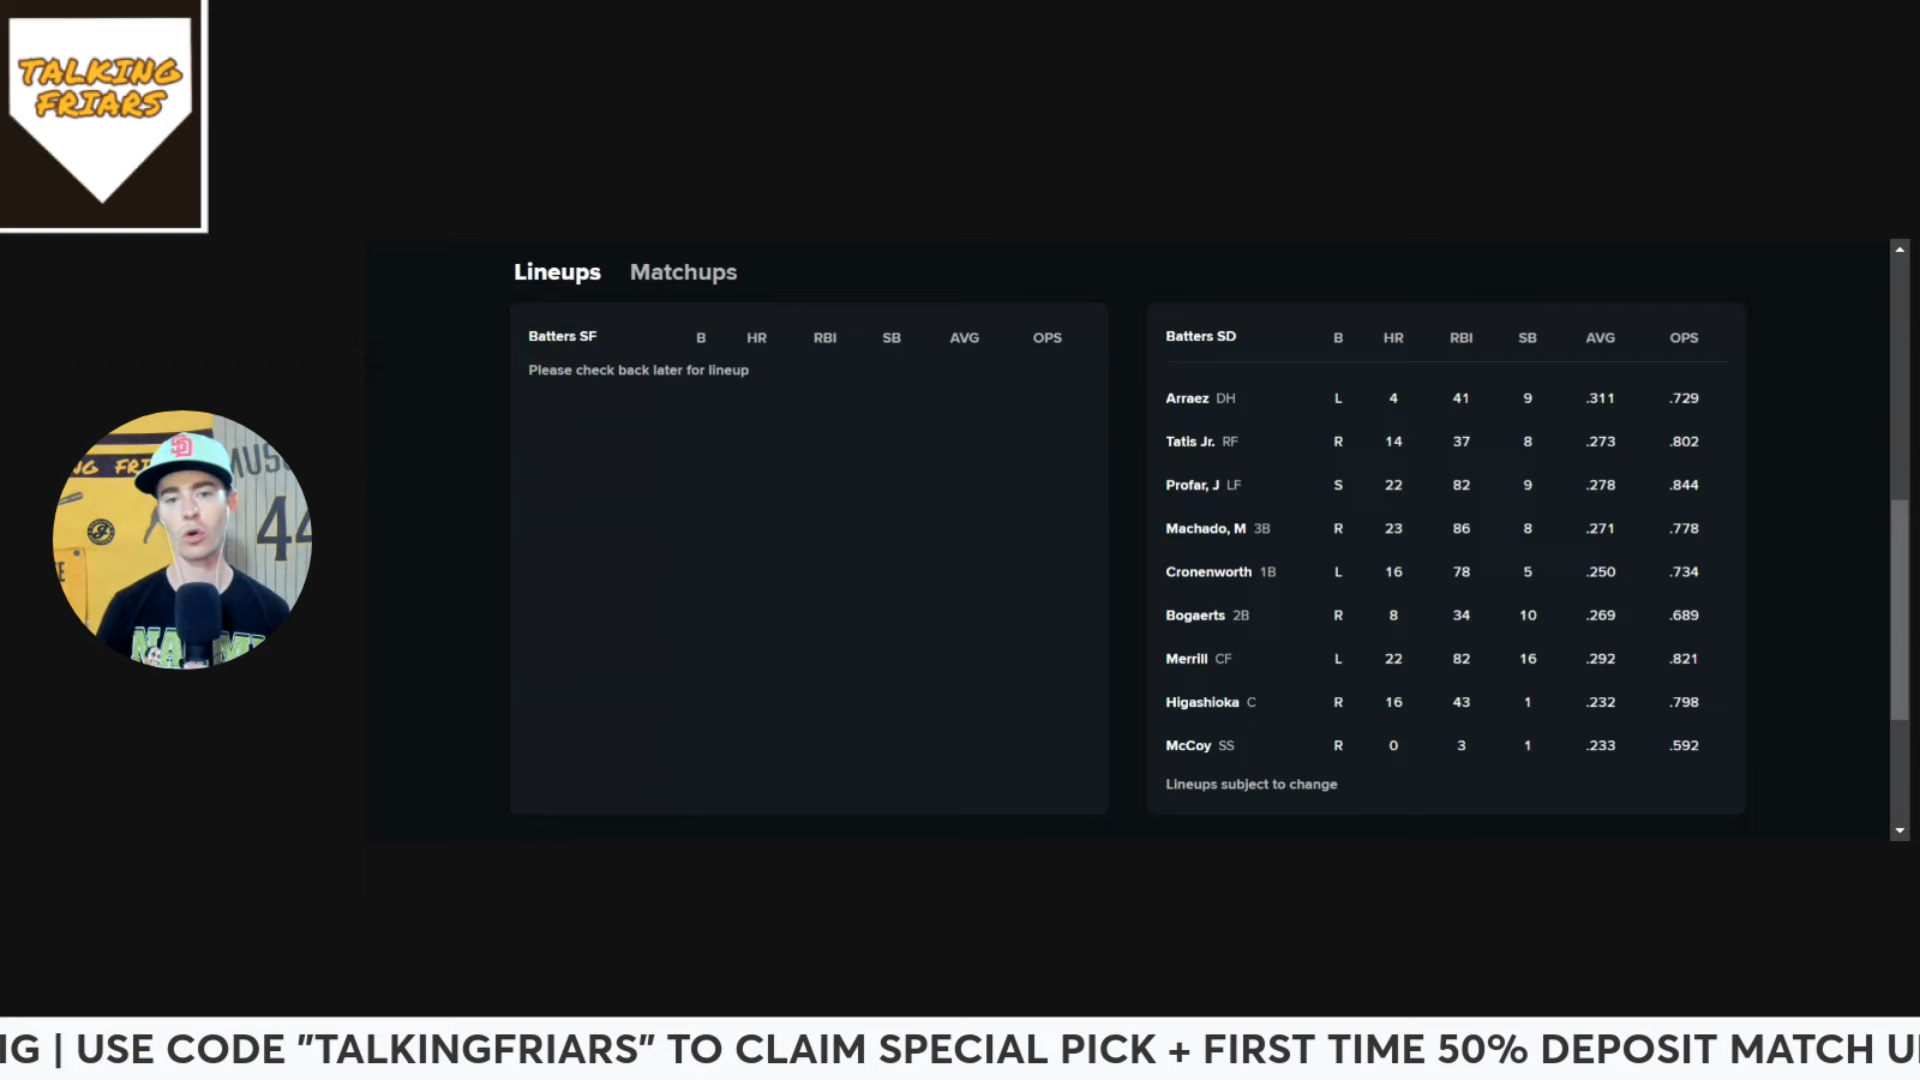 TALKING
FRIARS
Lineups Matchups
Batters SF B HR RBI SB AVG OPS
Please check back later for lineup
Batters SD B HR RBI SB AVG OPS
Arraez DH L 4 41 9 .311 .729
Tatis Jr. RF R 14 37 8 .273 .802
Profar, J LF S 22 82 9 .278 .844
Machado, M 3B R 23 86 8 .271 .778
Cronenworth 1B L 16 78 5 .250 .734
Bogaerts 2B R 8 34 10 .269 .689
Merrill CF L 22 82 16 .292 .821
Higashioka C R 16 43 1 .232 .798
McCoy SS R 0 3 1 .233 .592
Lineups subject to change
SD
44
NG | USE CODE "TALKINGFRIARS" TO CLAIM SPECIAL PICK + FIRST TIME 50% DEPOSIT MATCH